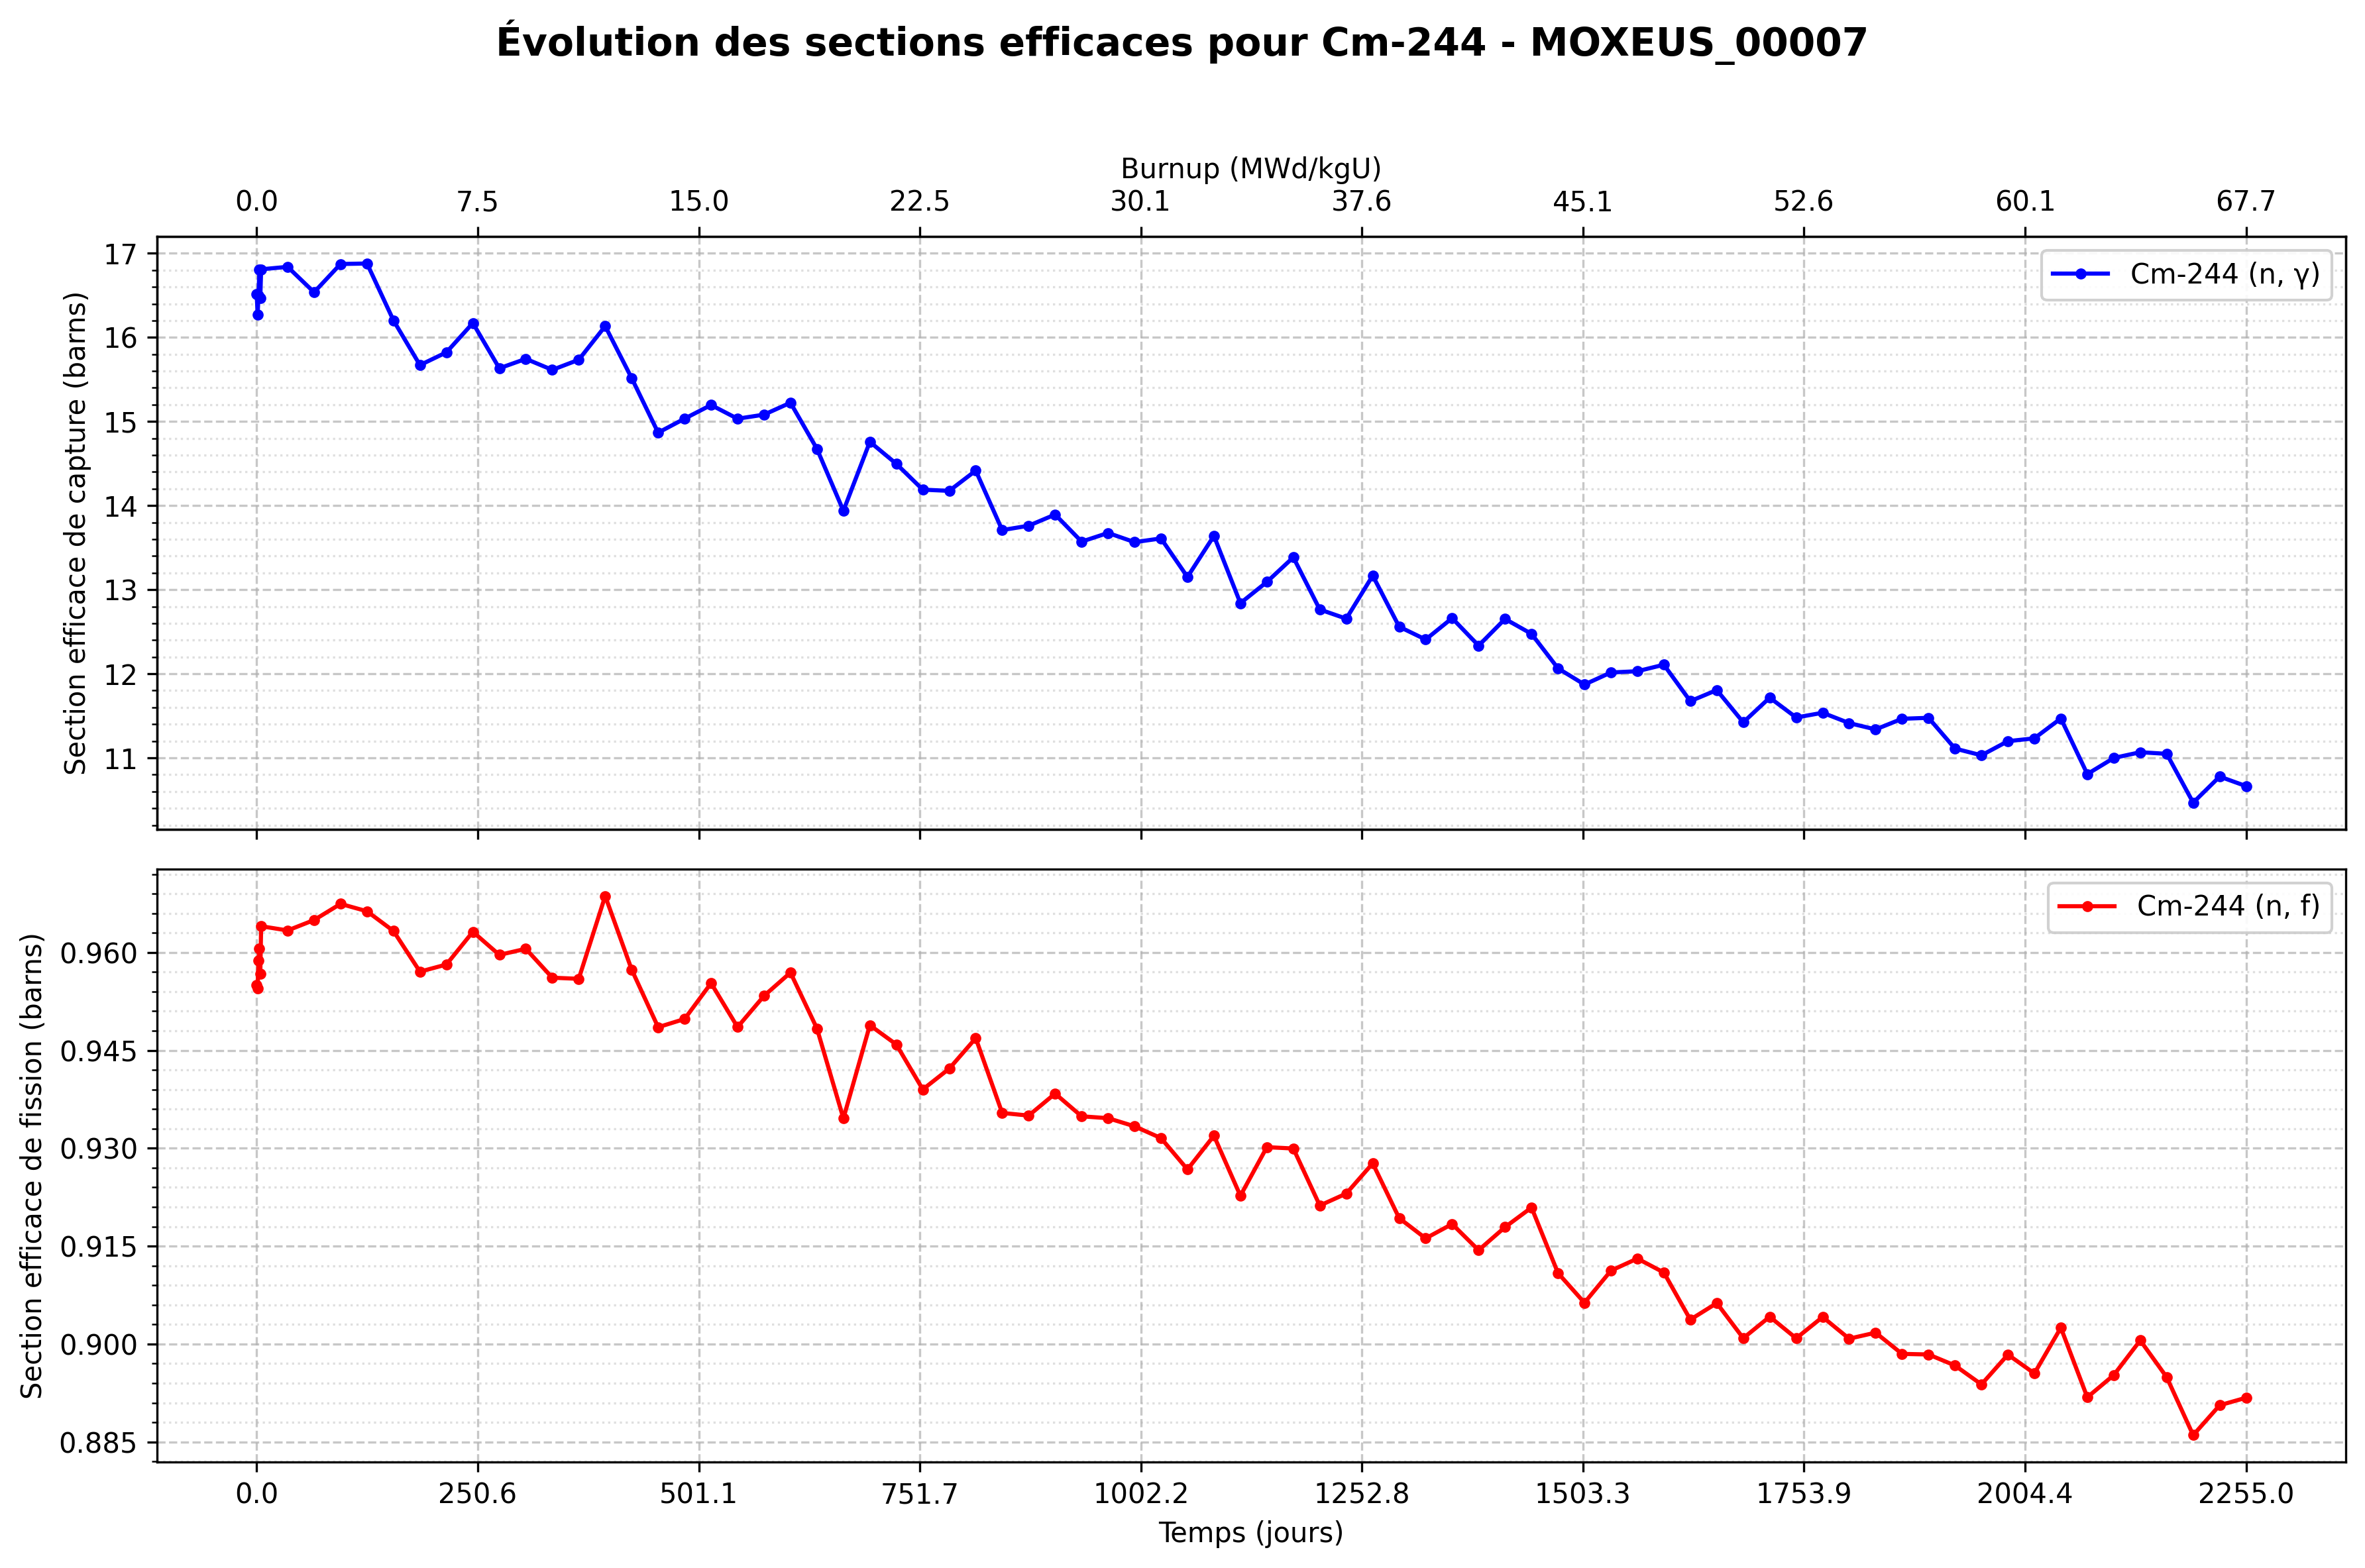 Évolution des sections efficaces pour Cm-244 - MOXEUS_00007
Burnup (MWd/kgU)
0.0 7.5 15.0 22.5 30.1 37.6 45.1 52.6 60.1 67.7
Section efficace de capture (barns)
17
16
15
14
13
12
11
Cm-244 (n, γ)
Section efficace de fission (barns)
0.960
0.945
0.930
0.915
0.900
0.885
Cm-244 (n, f)
0.0 250.6 501.1 751.7 1002.2 1252.8 1503.3 1753.9 2004.4 2255.0
Temps (jours)